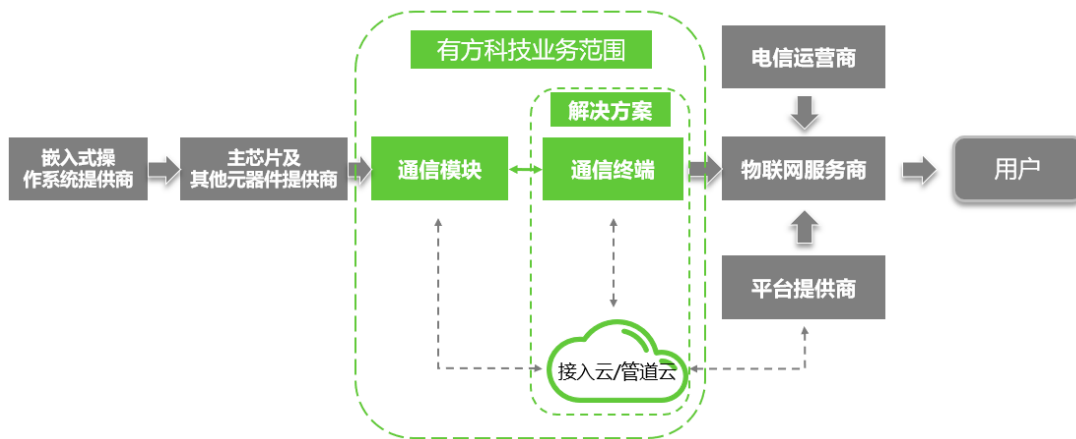 有方科技业务范围
电信运营商
解决方案
嵌入式操
作系统提供商
主芯片及
其他元器件提供商
通信模块
通信终端
物联网服务商
用户
平台提供商
接入云/管道云